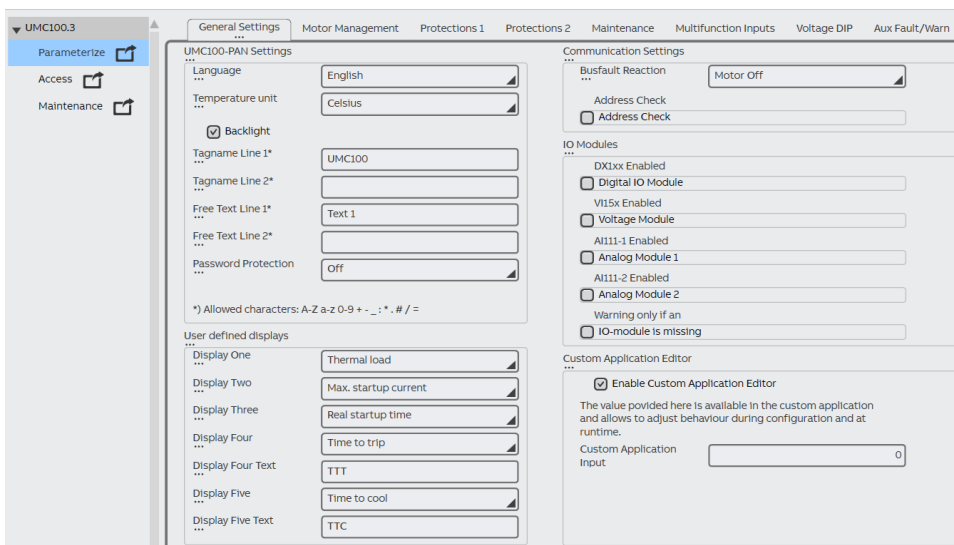 UMC100.3
Parameterize
Access
Maintenance
General Settings
Motor Management
Protections 1
Protections 2
Maintenance
Multifunction Inputs
Voltage DIP
Aux Fault/Warn
UMC100-PAN Settings
Language
English
Temperature unit
Celsius
Backlight
Tagname Line 1*
UMC100
Tagname Line 2*
Free Text Line 1*
Text 1
Free Text Line 2*
Password Protection
Off
*) Allowed characters: A-Z a-z 0-9 + - _ : * . # / =
User defined displays
Display One
Thermal load
Display Two
Max. startup current
Display Three
Real startup time
Display Four
Time to trip
Display Four Text
TTT
Display Five
Time to cool
Display Five Text
TTC
Communication Settings
Busfault Reaction
Motor Off
Address Check
Address Check
IO Modules
DX1xx Enabled
Digital IO Module
VI15x Enabled
Voltage Module
AI111-1 Enabled
Analog Module 1
AI111-2 Enabled
Analog Module 2
Warning only if an
IO-module is missing
Custom Application Editor
Enable Custom Application Editor
The value povided here is available in the custom application
and allows to adjust behaviour during configuration and at
runtime.
Custom Application
Input
0